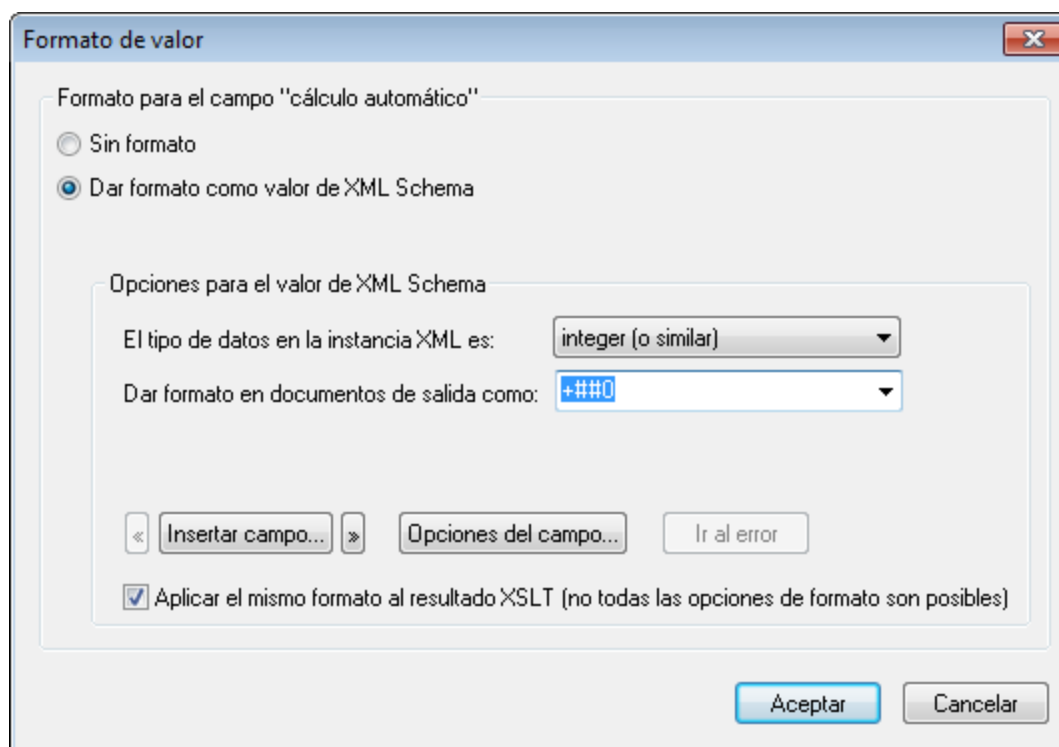 Formato de valor
Formato para el campo "cálculo automático"
Sin formato
Dar formato como valor de XML Schema
Opciones para el valor de XML Schema
El tipo de datos en la instancia XML es: integer (o similar)
Dar formato en documentos de salida como: +##0
« Insertar campo... » Opciones del campo... Ir al error
Aplicar el mismo formato al resultado XSLT (no todas las opciones de formato son posibles)
Aceptar Cancelar